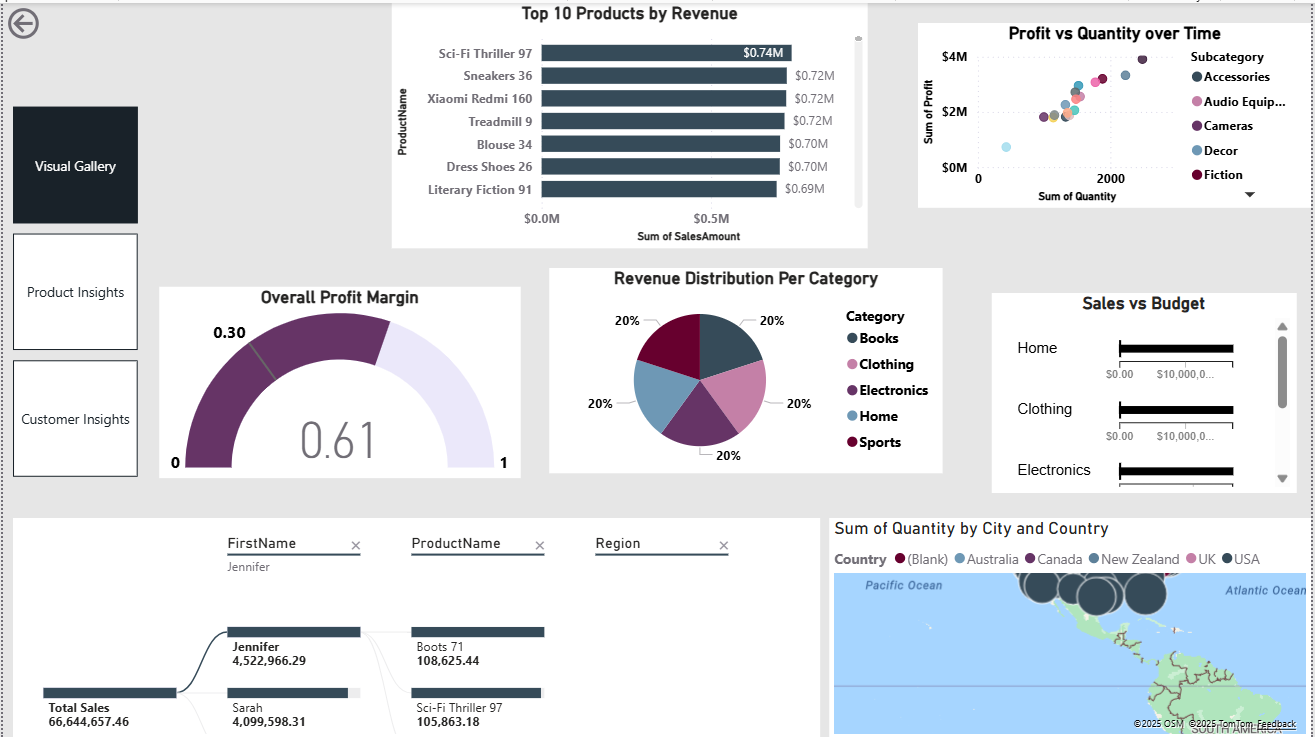 Top 10 Products by Revenue
Sci-Fi Thriller 97
$0.74M
Sneakers 36
$0.72M
Xiaomi Redmi 160
$0.72M
Treadmill 9
$0.72M
Blouse 34
$0.70M
Dress Shoes 26
$0.70M
Literary Fiction 91
$0.69M
ProductName
$0.0M
$0.5M
Sum of SalesAmount
Profit vs Quantity over Time
$4M
$2M
$0M
Sum of Profit
0
2000
Sum of Quantity
Subcategory
Accessories
Audio Equip...
Cameras
Decor
Fiction
Visual Gallery
Product Insights
Customer Insights
Overall Profit Margin
0.30
0.61
0
1
Revenue Distribution Per Category
20%
20%
20%
20%
20%
Category
Books
Clothing
Electronics
Home
Sports
Sales vs Budget
Home
$0.00
$10,000,0...
Clothing
$0.00
$10,000,0...
Electronics
FirstName
Jennifer
ProductName
Region
Jennifer
4,522,966.29
Boots 71
108,625.44
Total Sales
66,644,657.46
Sarah
4,099,598.31
Sci-Fi Thriller 97
105,863.18
Sum of Quantity by City and Country
Country
(Blank)
Australia
Canada
New Zealand
UK
USA
Pacific Ocean
Atlantic Ocean
SOUTH AMERICA
©2025 OSM ©2025 TomTom Feedback